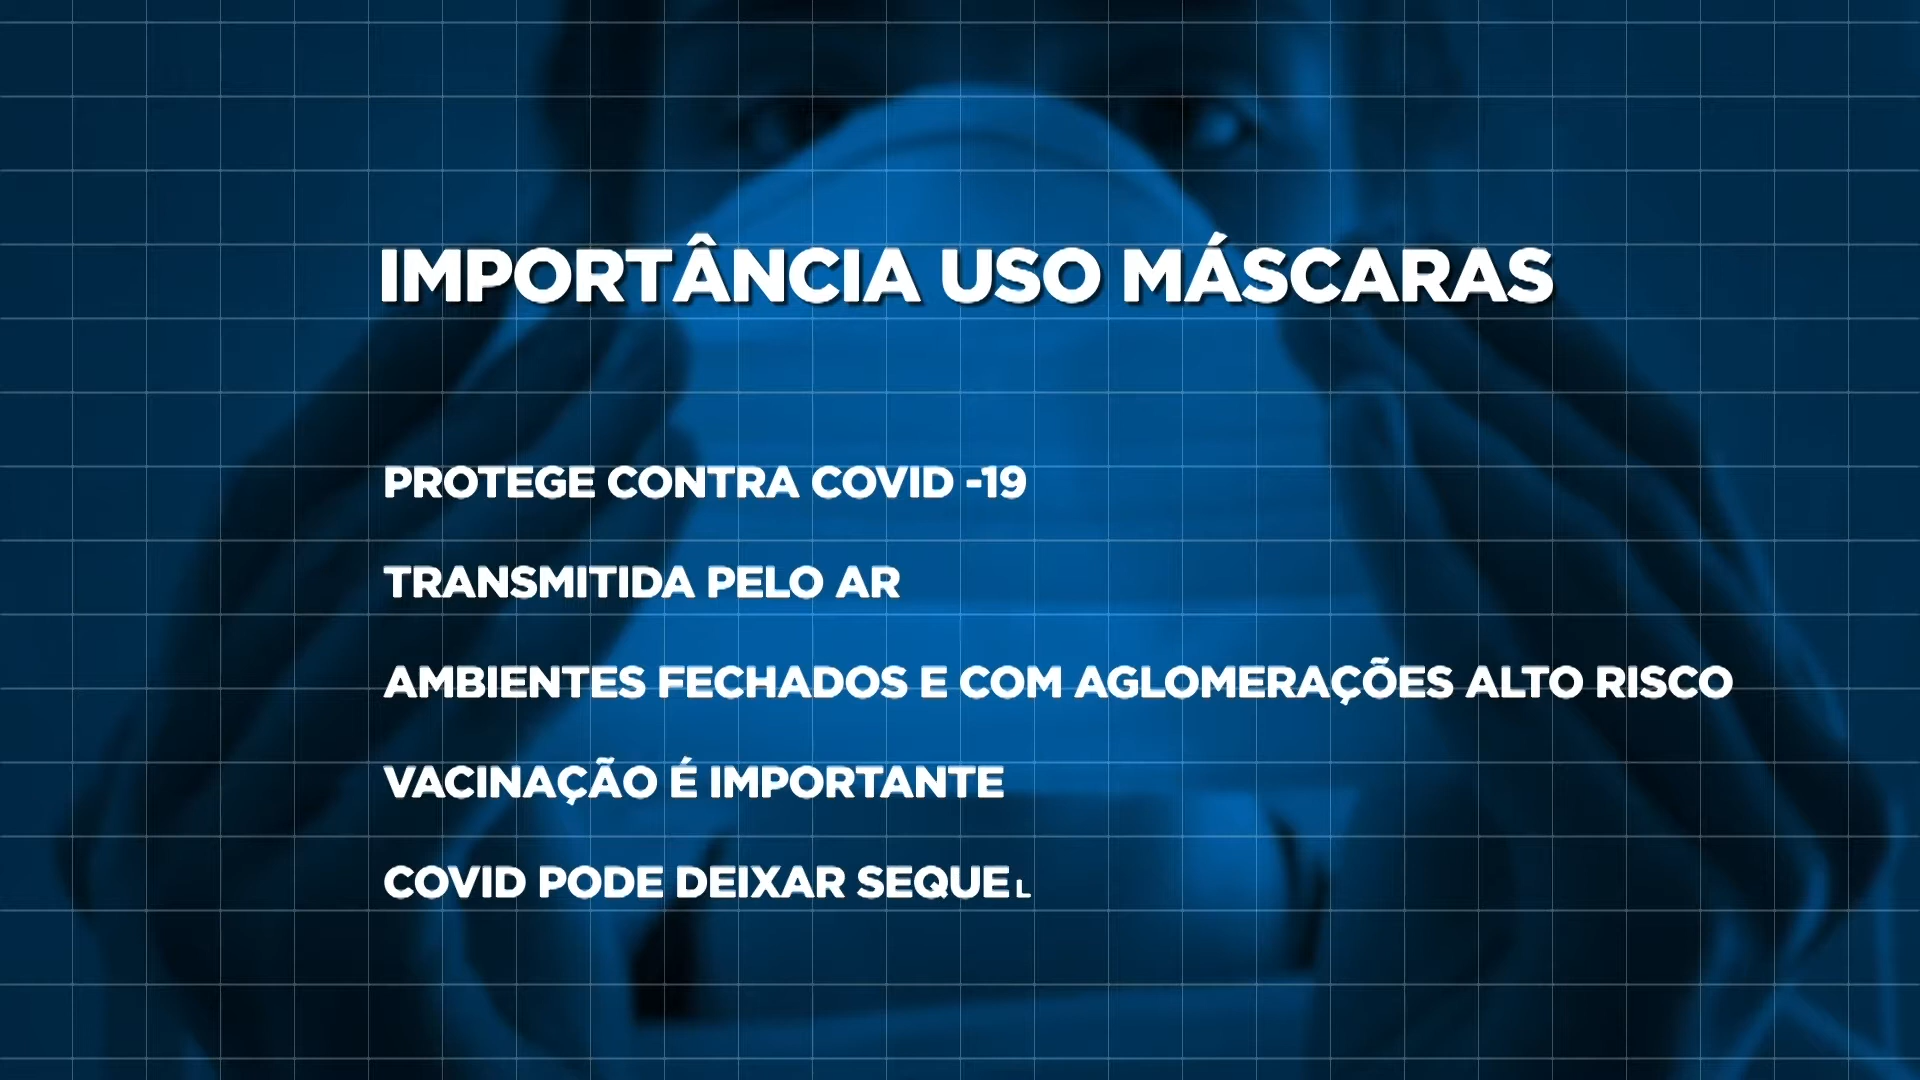 IMPORTÂNCIA USO MÁSCARAS
PROTEGE CONTRA COVID -19
TRANSMITIDA PELO AR
AMBIENTES FECHADOS E COM AGLOMERAÇÕES ALTO RISCO
VACINAÇÃO É IMPORTANTE
COVID PODE DEIXAR SEQUEL